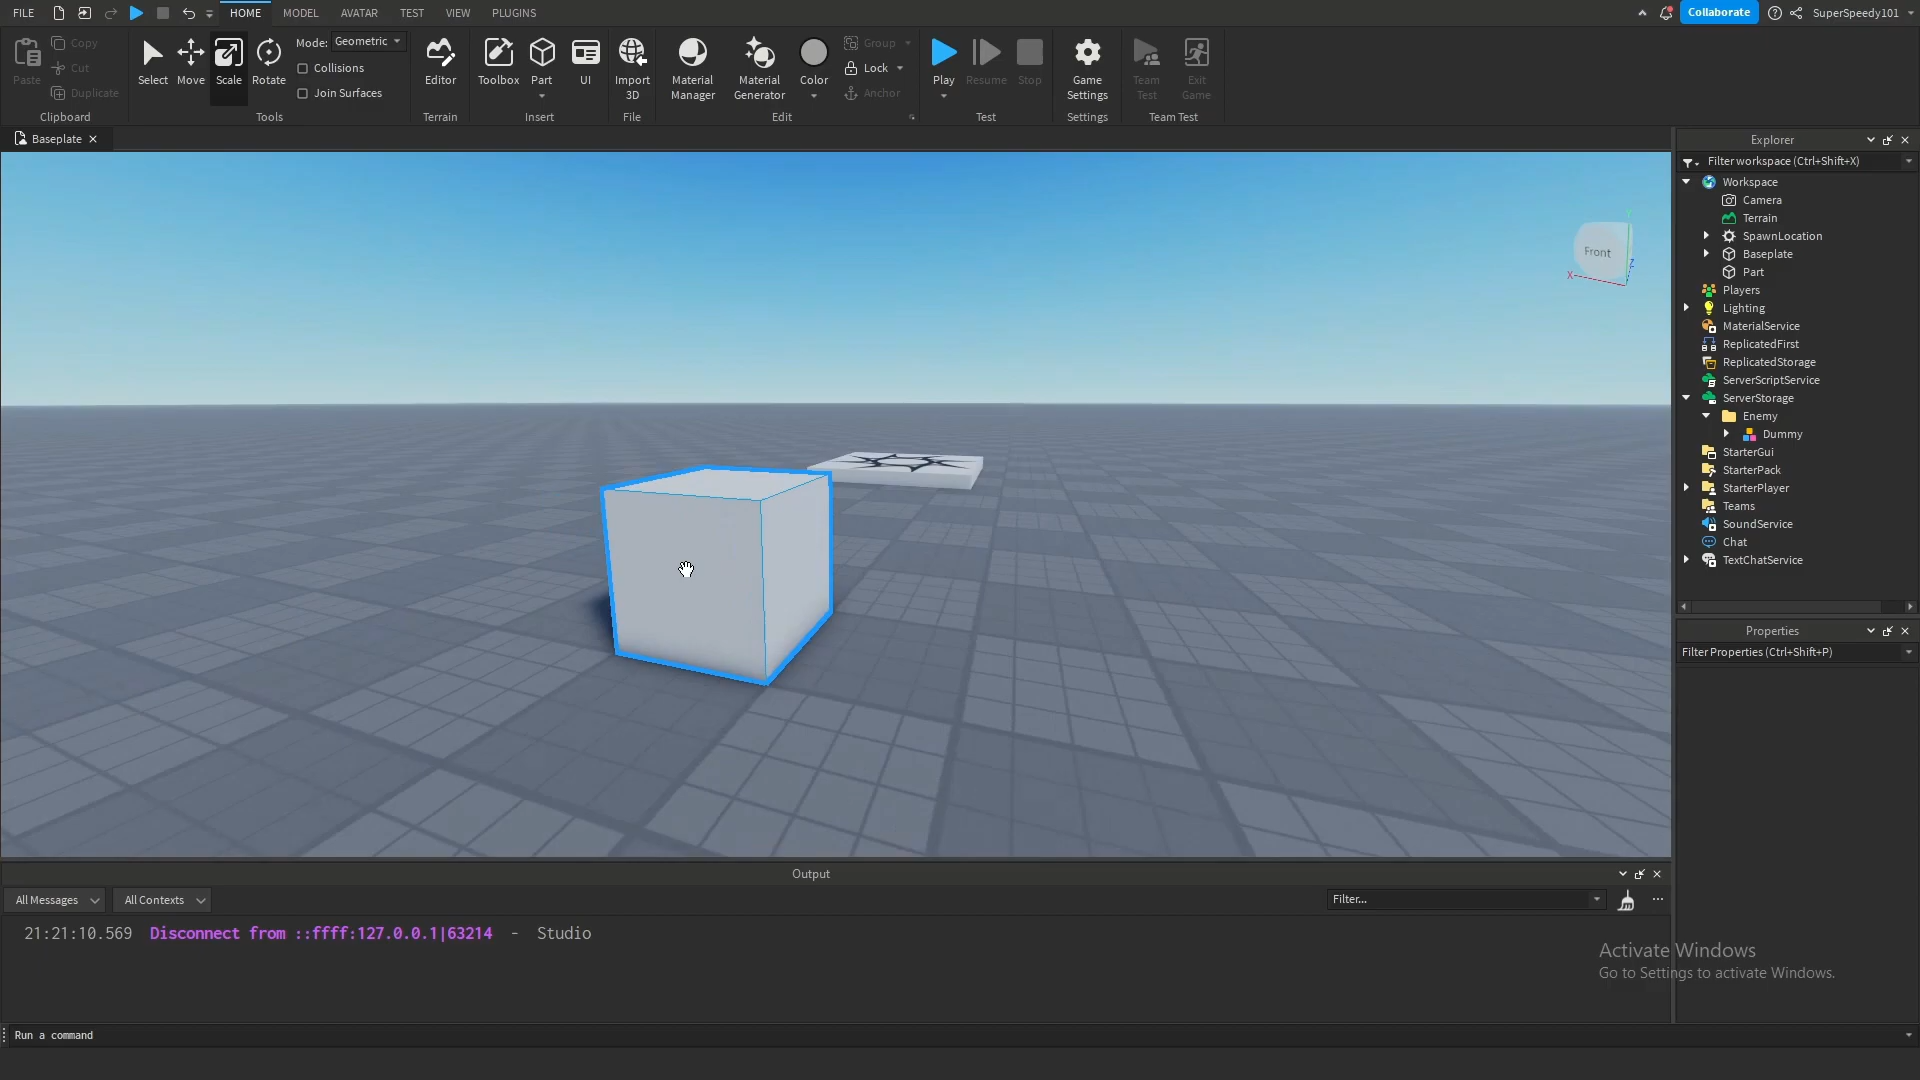 FILE HOME MODEL AVATAR TEST VIEW PLUGINS Collaborate SuperSpeedy101
Paste Copy Cut Duplicate
Clipboard
Select Move Scale Rotate
Mode: Geometric
Collisions
Join Surfaces
Tools
Editor
Terrain
Toolbox Part UI
Insert
Import 3D
File
Material Manager
Material Generator
Color
Group
Lock
Anchor
Edit
Play Resume Stop
Test
Game Settings
Settings
Team Test
Exit Game
Team Test
Baseplate
Front
X
Y
Z
Explorer
Filter workspace (Ctrl+Shift+X)
Workspace
Camera
Terrain
SpawnLocation
Baseplate
Part
Players
Lighting
MaterialService
ReplicatedFirst
ReplicatedStorage
ServerScriptService
ServerStorage
Enemy
Dummy
StarterGui
StarterPack
StarterPlayer
Teams
SoundService
Chat
TextChatService
Properties
Filter Properties (Ctrl+Shift+P)
Output
All Messages All Contexts Filter...
21:21:10.569 Disconnect from ::ffff:127.0.0.1|63214 - Studio
Activate Windows
Go to Settings to activate Windows.
Run a command